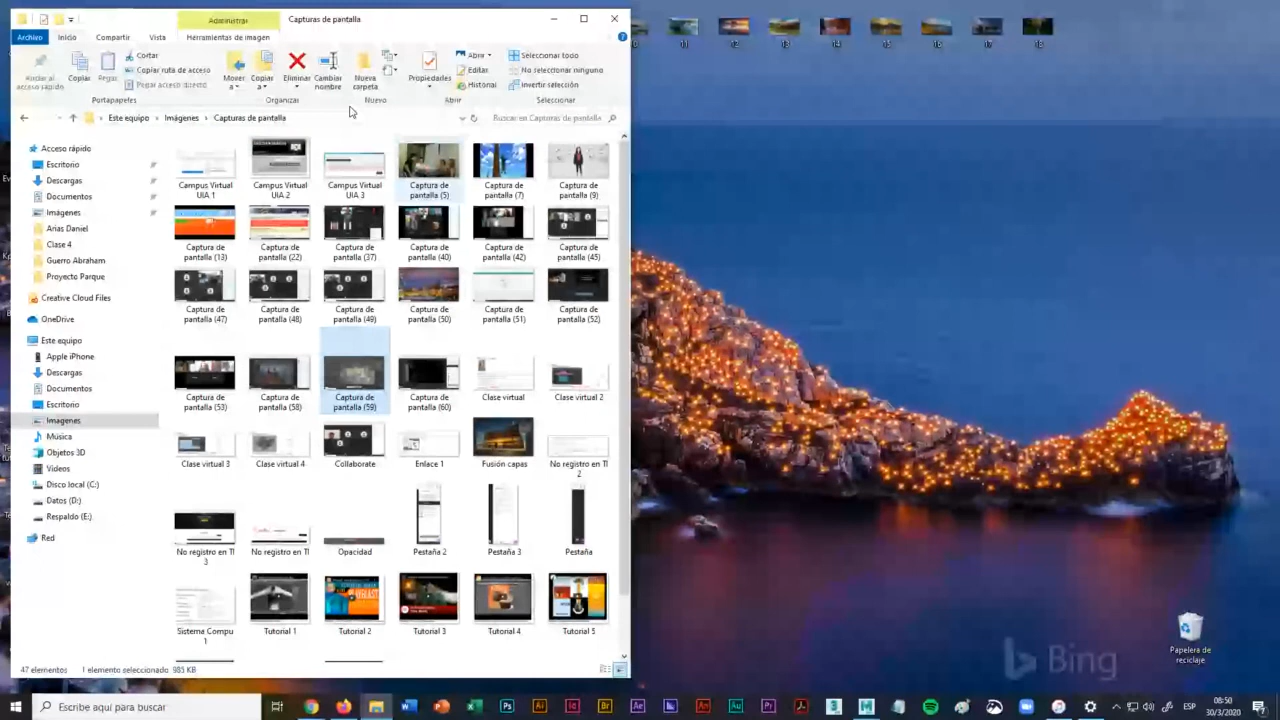 Administrar
Capturas de pantalla
Archivo
Inicio
Compartir
Vista
Herramientas de imagen
Anclar al
acceso rápido
Copiar
Pegar
Cortar
Copiar ruta de acceso
Pegar acceso directo
Mover
a
Copiar
a
Eliminar
Cambiar
nombre
Nueva
carpeta
Propiedades
Abrir
Editar
Historial
Seleccionar todo
No seleccionar ninguno
Invertir selección
Portapapeles
Organizar
Nuevo
Abrir
Seleccionar
Este equipo
Imágenes
Capturas de pantalla
Buscar en Capturas de pantalla
Acceso rápido
Escritorio
Descargas
Documentos
Imágenes
Arias Daniel
Clase 4
Guerro Abraham
Proyecto Parque
Creative Cloud Files
OneDrive
Este equipo
Apple iPhone
Descargas
Documentos
Escritorio
Imágenes
Música
Objetos 3D
Vídeos
Disco local (C:)
Datos (D:)
Respaldo (E:)
Red
Campus Virtual
UIA 1
Campus Virtual
UIA 2
Campus Virtual
UIA 3
Captura de
pantalla (5)
Captura de
pantalla (7)
Captura de
pantalla (9)
Captura de
pantalla (13)
Captura de
pantalla (22)
Captura de
pantalla (37)
Captura de
pantalla (40)
Captura de
pantalla (42)
Captura de
pantalla (45)
Captura de
pantalla (47)
Captura de
pantalla (48)
Captura de
pantalla (49)
Captura de
pantalla (50)
Captura de
pantalla (51)
Captura de
pantalla (52)
Captura de
pantalla (53)
Captura de
pantalla (58)
Captura de
pantalla (59)
Captura de
pantalla (60)
Clase virtual
Clase virtual 2
Clase virtual 3
Clase virtual 4
Collaborate
Enlace 1
Fusión capas
No registro en TI
2
No registro en TI
3
No registro en TI
Opacidad
Pestaña 2
Pestaña 3
Pestaña
Sistema Compu
1
Tutorial 1
Tutorial 2
Tutorial 3
Tutorial 4
Tutorial 5
47 elementos
1 elemento seleccionado 985 KB
11
12
13
14
15
16
17
18
Papelera de
reciclaje
Escribe aquí para buscar
ESP
08:50